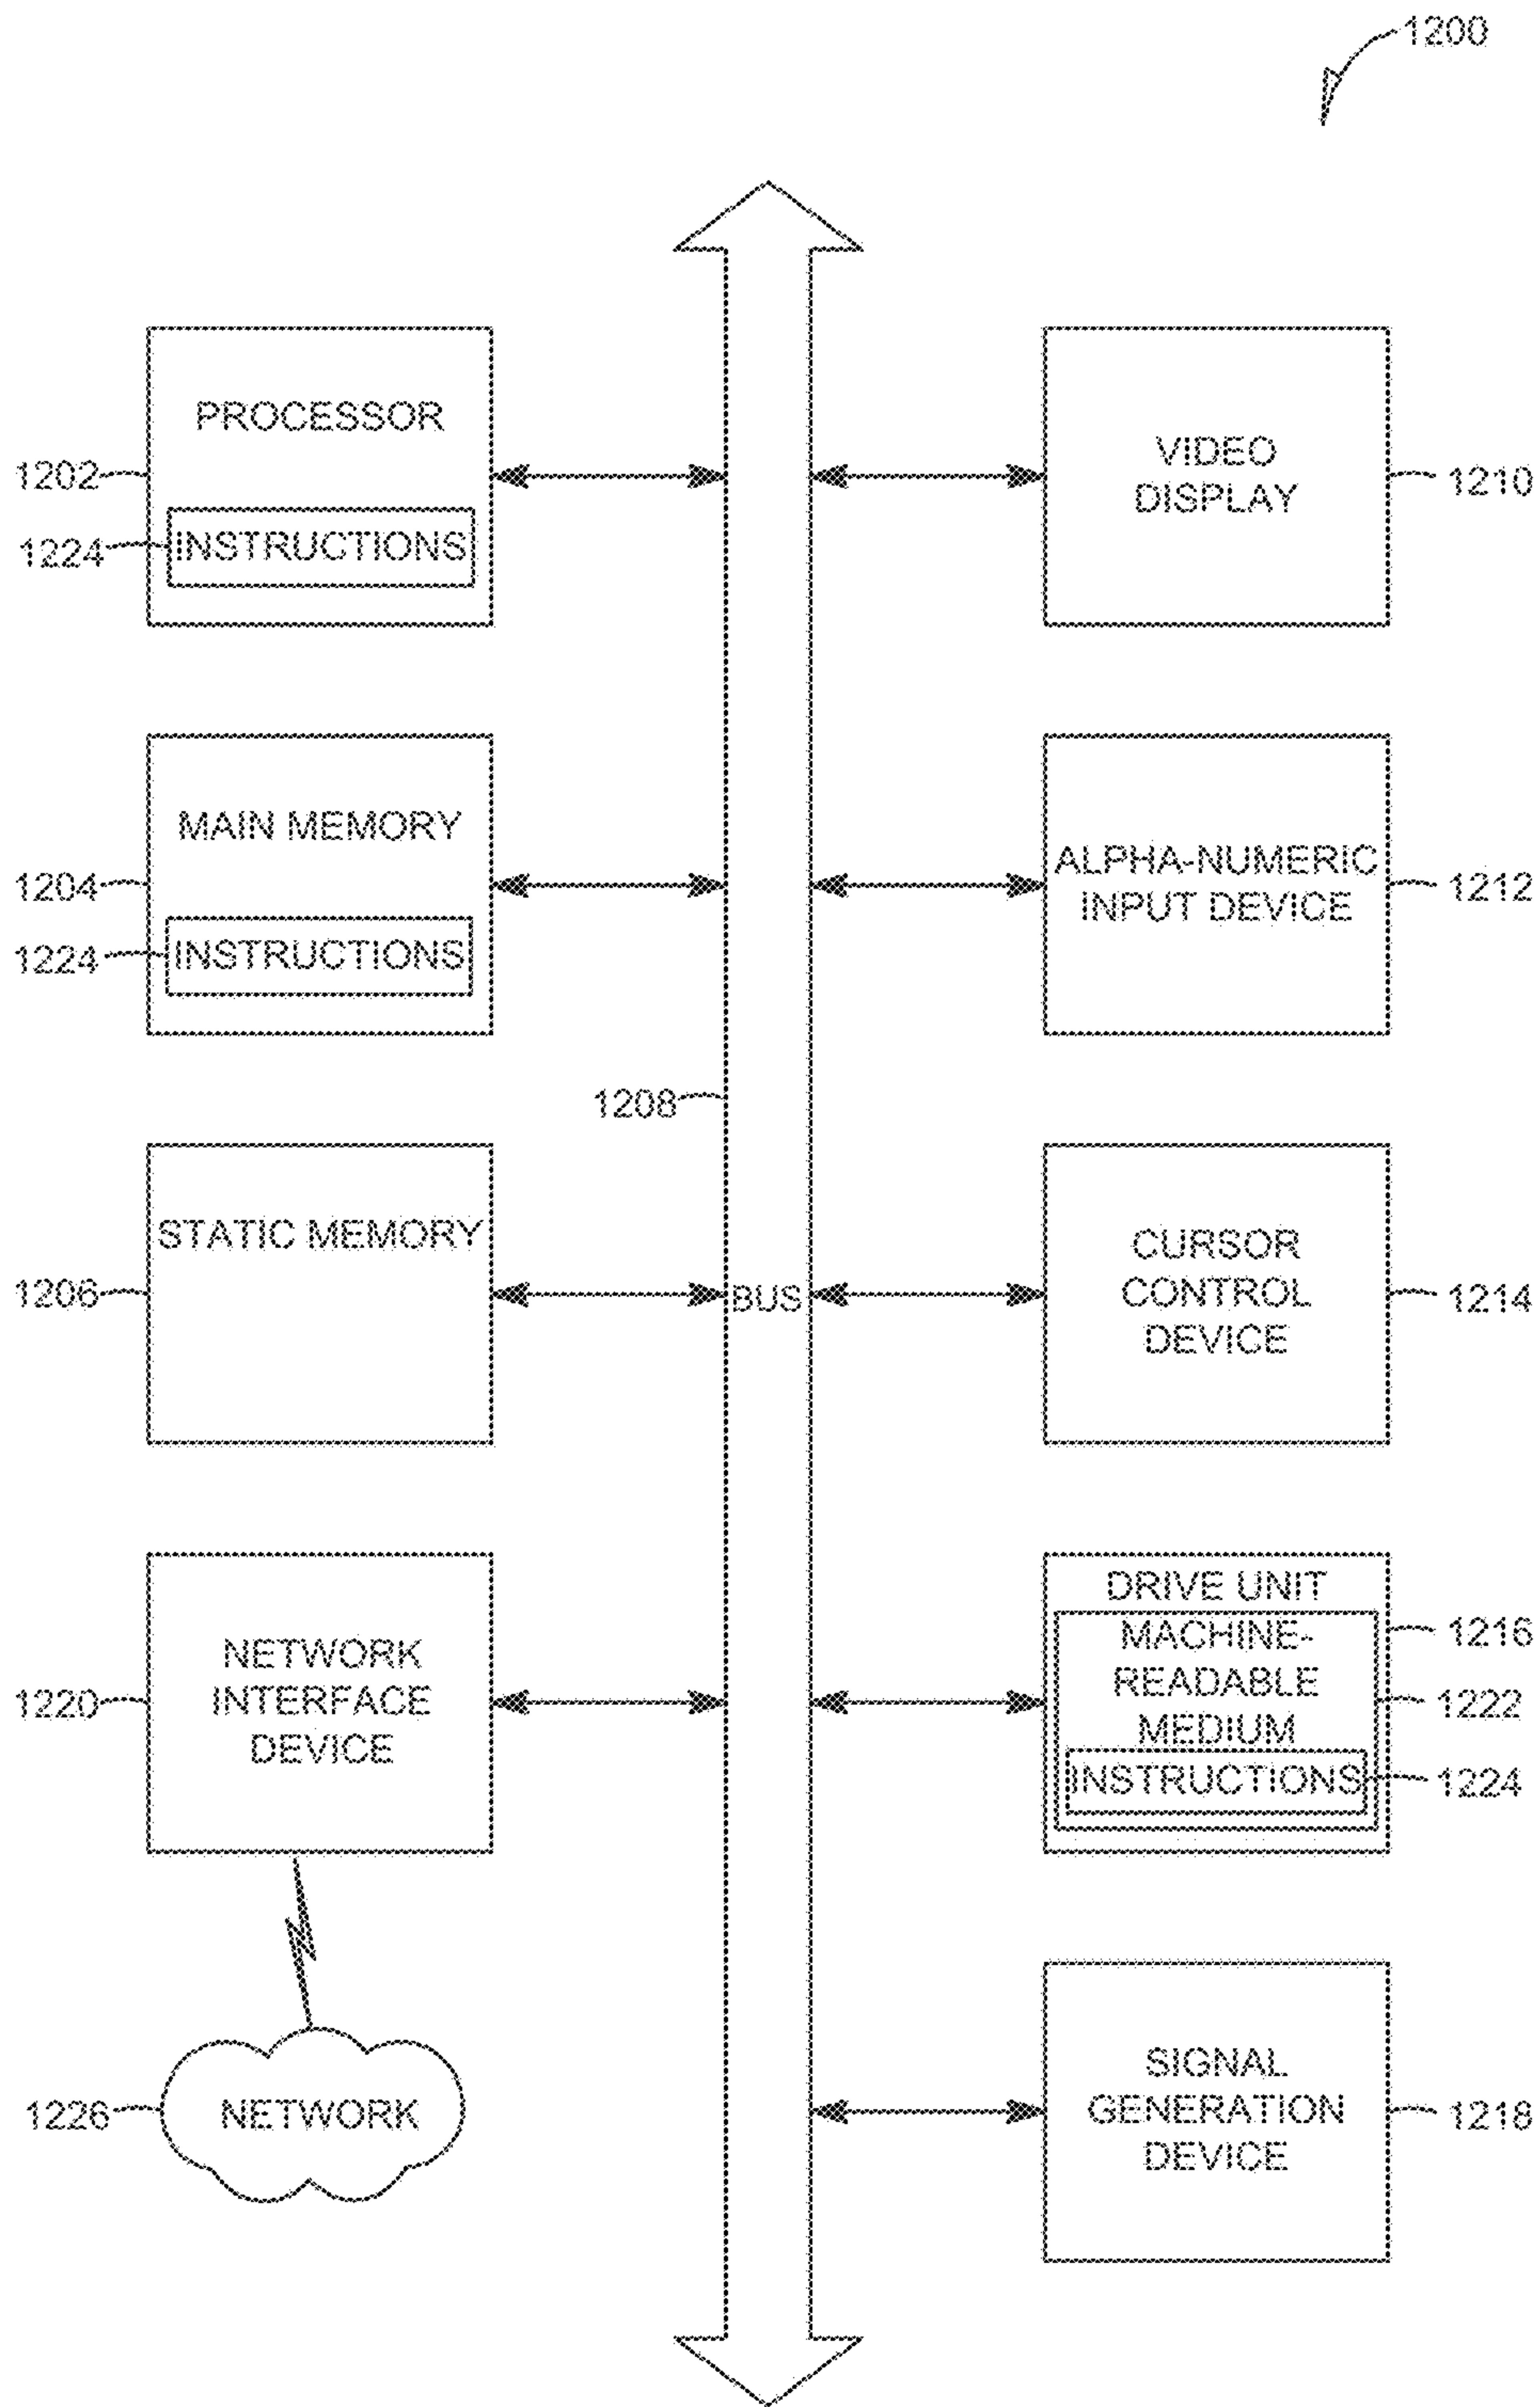 1200
PROCESSOR
1202
1224
INSTRUCTIONS
VIDEO
DISPLAY
1210
MAIN MEMORY
1204
1224
INSTRUCTIONS
ALPHA-NUMERIC
INPUT DEVICE
1212
1208
STATIC MEMORY
1206
BUS
CURSOR
CONTROL
DEVICE
1214
NETWORK
INTERFACE
DEVICE
1220
DRIVE UNIT
1216
MACHINE-
READABLE
MEDIUM
1222
INSTRUCTIONS
1224
NETWORK
1226
SIGNAL
GENERATION
DEVICE
1218